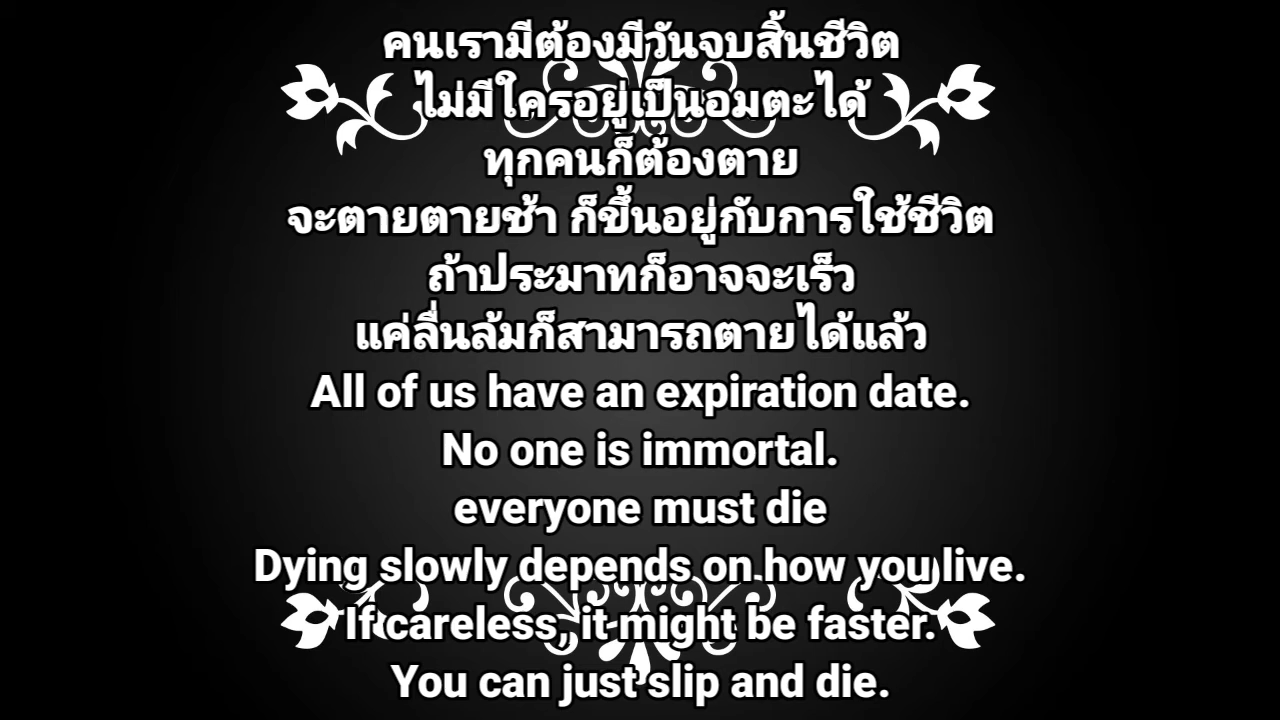 คนเรามีต้องมีวันจบสิ้นชีวิต
ไม่มีใครอยู่เป็นอมตะได้
ทุกคนก็ต้องตาย
จะตายตายช้า ก็ขึ้นอยู่กับการใช้ชีวิต
ถ้าประมาทก็อาจจะเร็ว
แค่ลื่นล้มก็สามารถตายได้แล้ว
All of us have an expiration date.
No one is immortal.
everyone must die
Dying slowly depends on how you live.
If careless, it might be faster.
You can just slip and die.